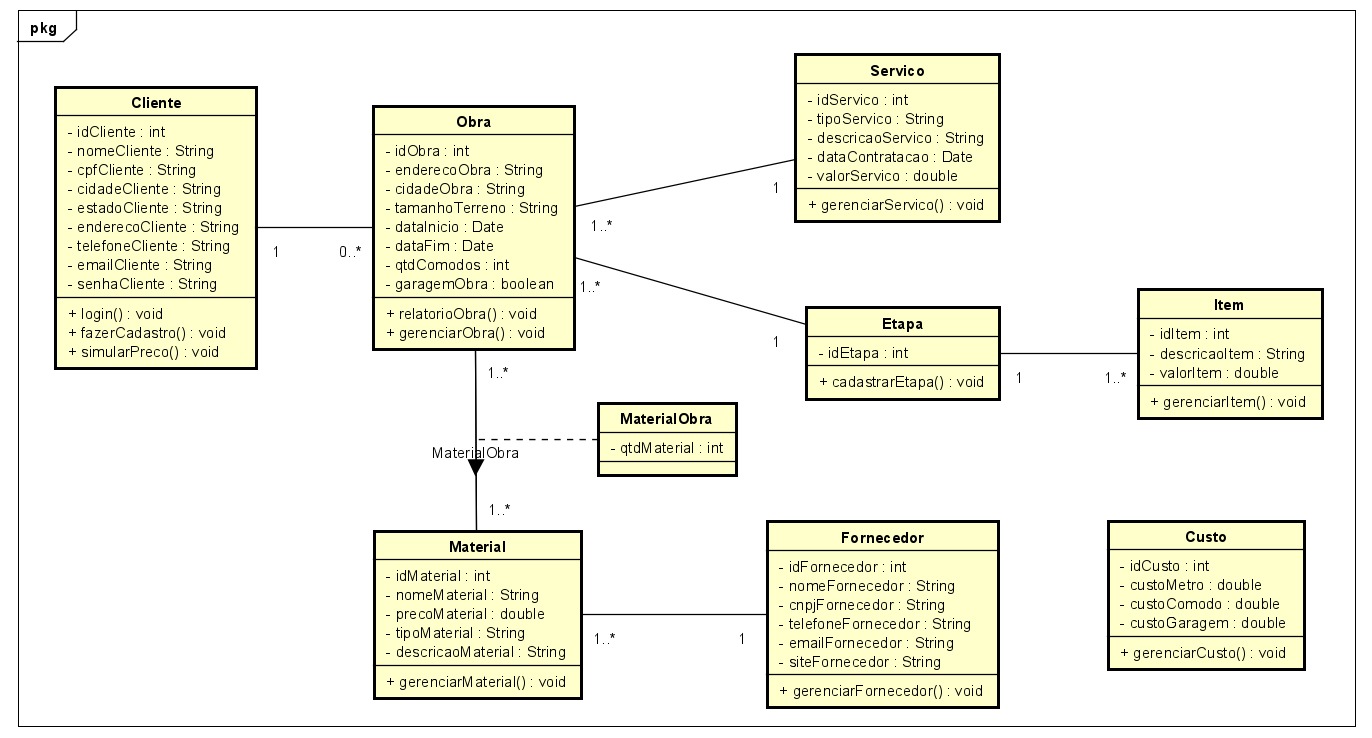 pkg
Cliente
- idCliente : int
- nomeCliente : String
- cpfCliente : String
- cidadeCliente : String
- estadoCliente : String
- enderecoCliente : String
- telefoneCliente : String
- emailCliente : String
- senhaCliente : String
+ login() : void
+ fazerCadastro() : void
+ simularPreco() : void
1
0..*
Obra
- idObra : int
- enderecoObra : String
- cidadeObra : String
- tamanhoTerreno : String
- dataInicio : Date
- dataFim : Date
- qtdComodos : int
- garagemObra : boolean
+ relatorioObra() : void
+ gerenciarObra() : void
1..*
1
Servico
- idServico : int
- tipoServico : String
- descricaoServico : String
- dataContratacao : Date
- valorServico : double
+ gerenciarServico() : void
1..*
1
Etapa
- idEtapa : int
+ cadastrarEtapa() : void
1
1..*
Item
- idItem : int
- descricaoItem : String
- valorItem : double
+ gerenciarItem() : void
1..*
MaterialObra
1..*
MaterialObra
- qtdMaterial : int
Material
- idMaterial : int
- nomeMaterial : String
- precoMaterial : double
- tipoMaterial : String
- descricaoMaterial : String
+ gerenciarMaterial() : void
1..*
1
Fornecedor
- idFornecedor : int
- nomeFornecedor : String
- cnpjFornecedor : String
- telefoneFornecedor : String
- emailFornecedor : String
- siteFornecedor : String
+ gerenciarFornecedor() : void
Custo
- idCusto : int
- custoMetro : double
- custoComodo : double
- custoGaragem : double
+ gerenciarCusto() : void